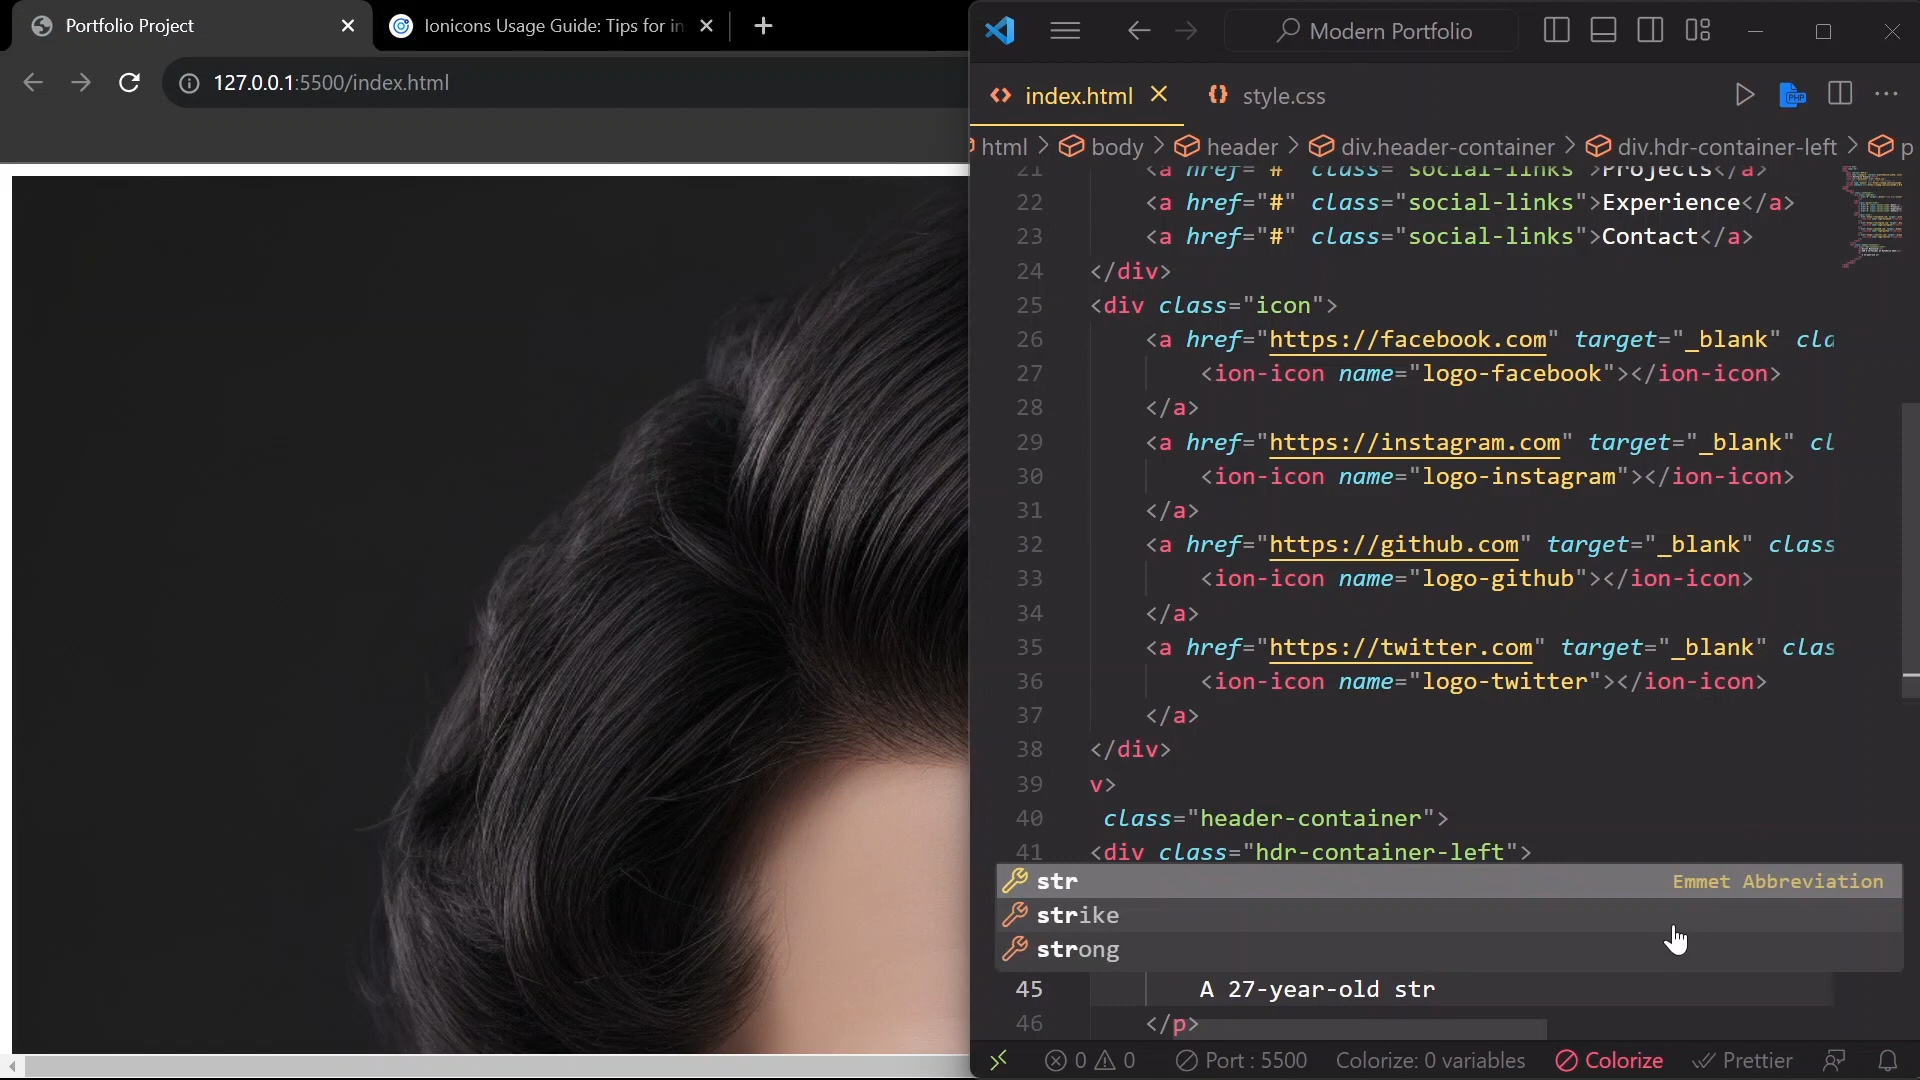 Portfolio Project
Ionicons Usage Guide: Tips for in
127.0.0.1:5500/index.html
Modern Portfolio
index.html
style.css
html > body > header > div.header-container > div.hdr-container-left > p
21 <a href="#" class="social-links">Projects</a>
22 <a href="#" class="social-links">Experience</a>
23 <a href="#" class="social-links">Contact</a>
24 </div>
25 <div class="icon">
26 <a href="https://facebook.com" target="_blank" cla
27 <ion-icon name="logo-facebook"></ion-icon>
28 </a>
29 <a href="https://instagram.com" target="_blank" cl
30 <ion-icon name="logo-instagram"></ion-icon>
31 </a>
32 <a href="https://github.com" target="_blank" class
33 <ion-icon name="logo-github"></ion-icon>
34 </a>
35 <a href="https://twitter.com" target="_blank" clas
36 <ion-icon name="logo-twitter"></ion-icon>
37 </a>
38 </div>
39 v>
40 class="header-container">
41 <div class="hdr-container-left">
str Emmet Abbreviation
strike
strong
45 A 27-year-old str
46 </p>
0 0 Port : 5500 Colorize: 0 variables Colorize Prettier